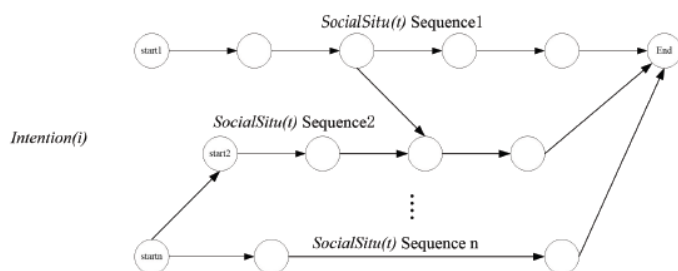 SocialSitu(t) Sequence1
start1
End
SocialSitu(t) Sequence2
Intention(i)
start2
SocialSitu(t) Sequence n
startn